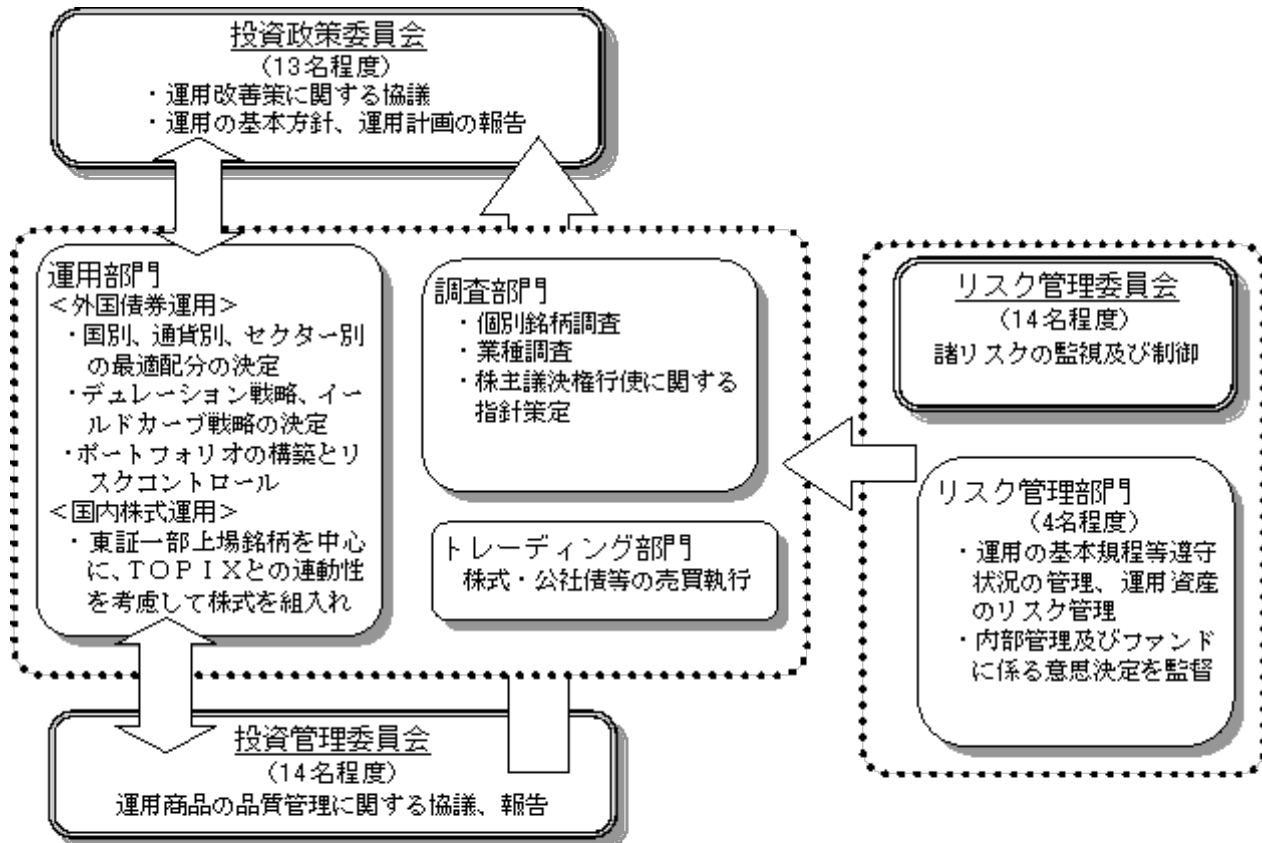 投資政策委員会
(13名程度)
・運用改善策に関する協議
・運用の基本方針、運用計画の報告
運用部門
<外国債券運用>
・国別、通貨別、セクター別
の最適配分の決定
・デュレーション戦略、イー
ルドカーブ戦略の決定
・ポートフォリオの構築とリ
スクコントロール
<国内株式運用>
・東証一部上場銘柄を中心
に、TOPIXとの連動性
を考慮して株式を組入れ
調査部門
・個別銘柄調査
・業種調査
・株主議決権行使に関する
指針策定
トレーディング部門
株式・公社債等の売買執行
リスク管理委員会
(14名程度)
諸リスクの監視及び制御
リスク管理部門
(4名程度)
・運用の基本規程等遵守
状況の管理、運用資産
のリスク管理
・内部管理及びファンド
に係る意思決定を監督
投資管理委員会
(14名程度)
運用商品の品質管理に関する協議、報告